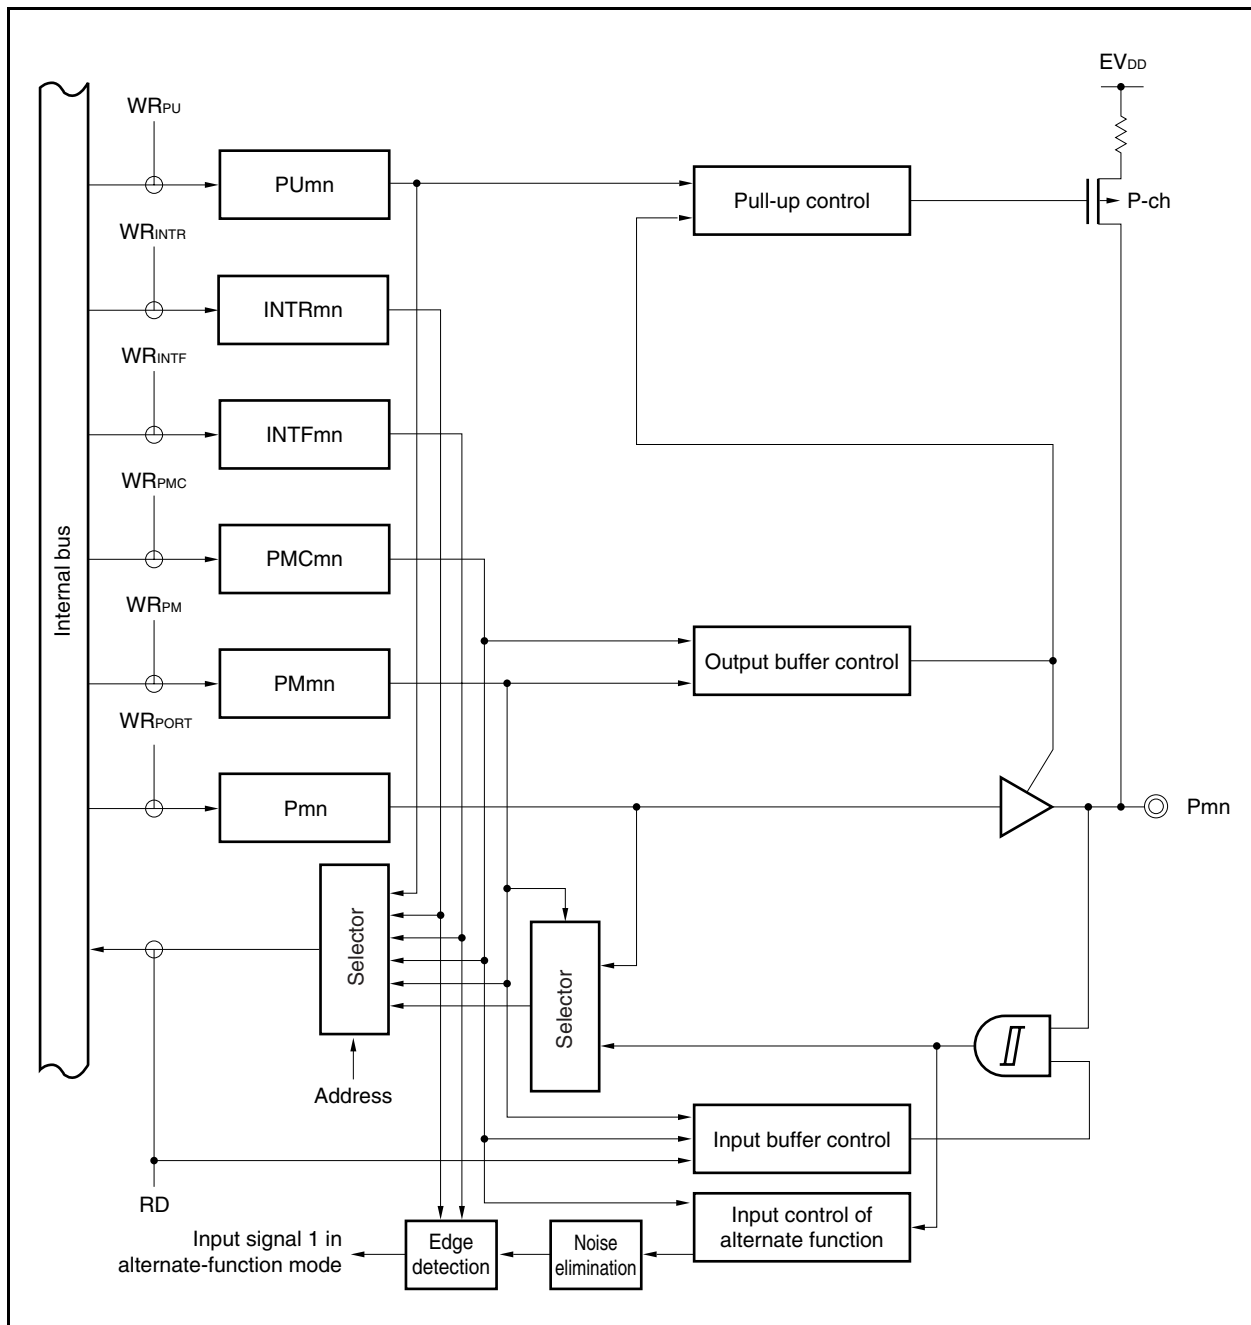 EVDD
WRPU
PUmn
Pull-up control
P-ch
WRINTR
INTRmn
WRINTF
INTFmn
WRPMC
PMCmn
Internal bus
WRPM
PMmn
Output buffer control
WRPORT
Pmn
Pmn
Selector
Selector
Address
Input buffer control
RD
Input control of
alternate function
Noise
elimination
Edge
detection
Input signal 1 in
alternate-function mode